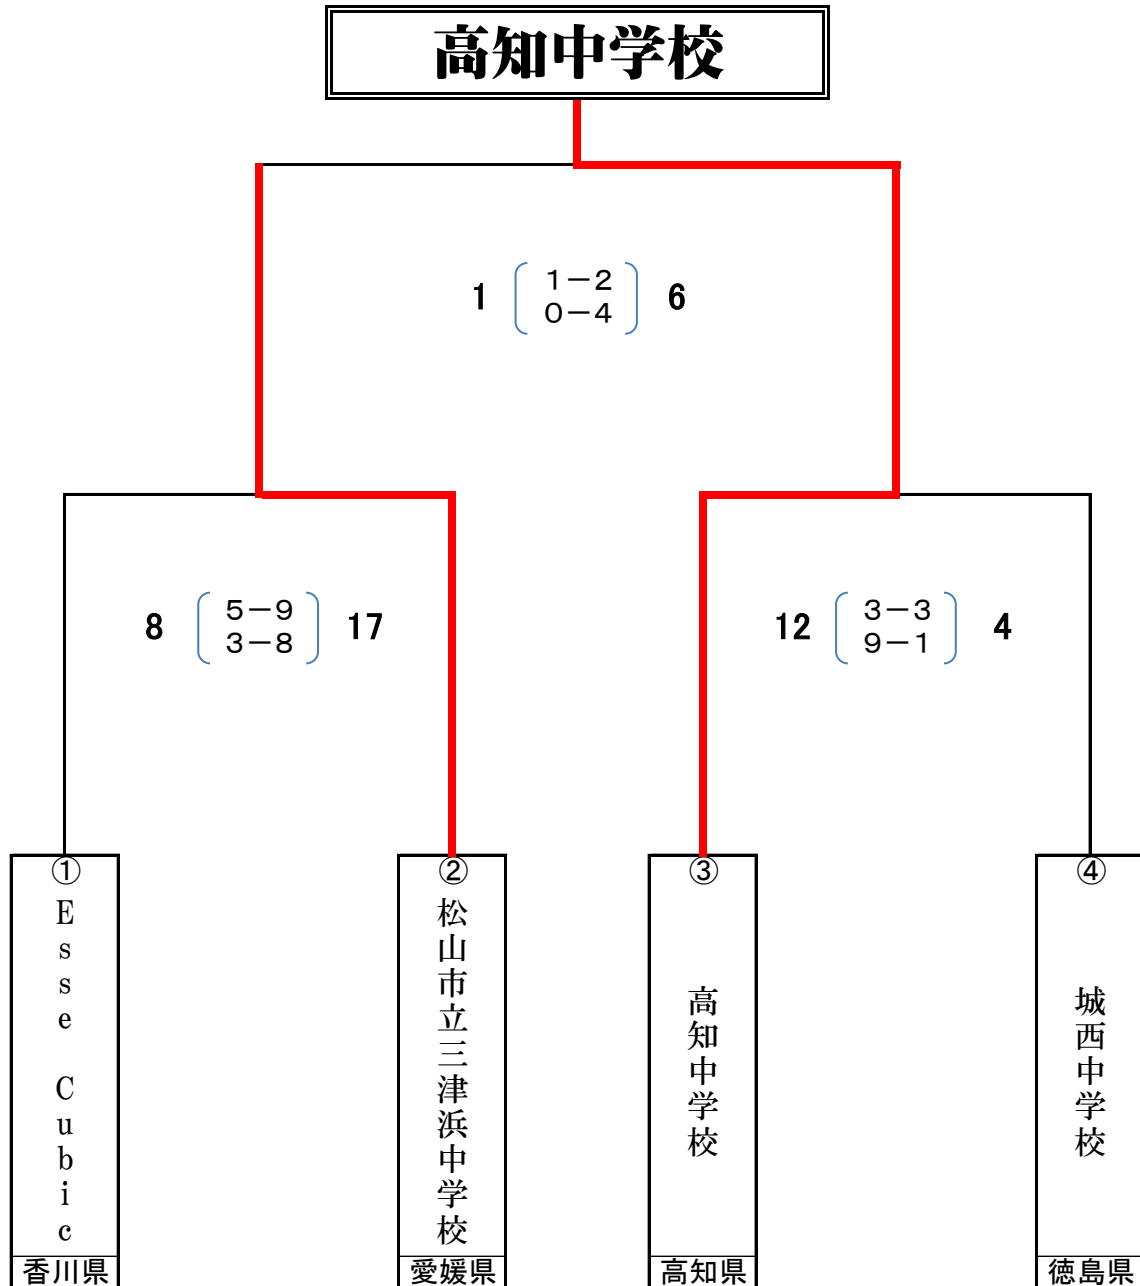 高知中学校
1 1－2 6
0－4
8 5－9 17
3－8
12 3－3 4
9－1
①
Esse Cubic
香川県
②
松山市立三津浜中学校
愛媛県
③
高知中学校
高知県
④
城西中学校
徳島県